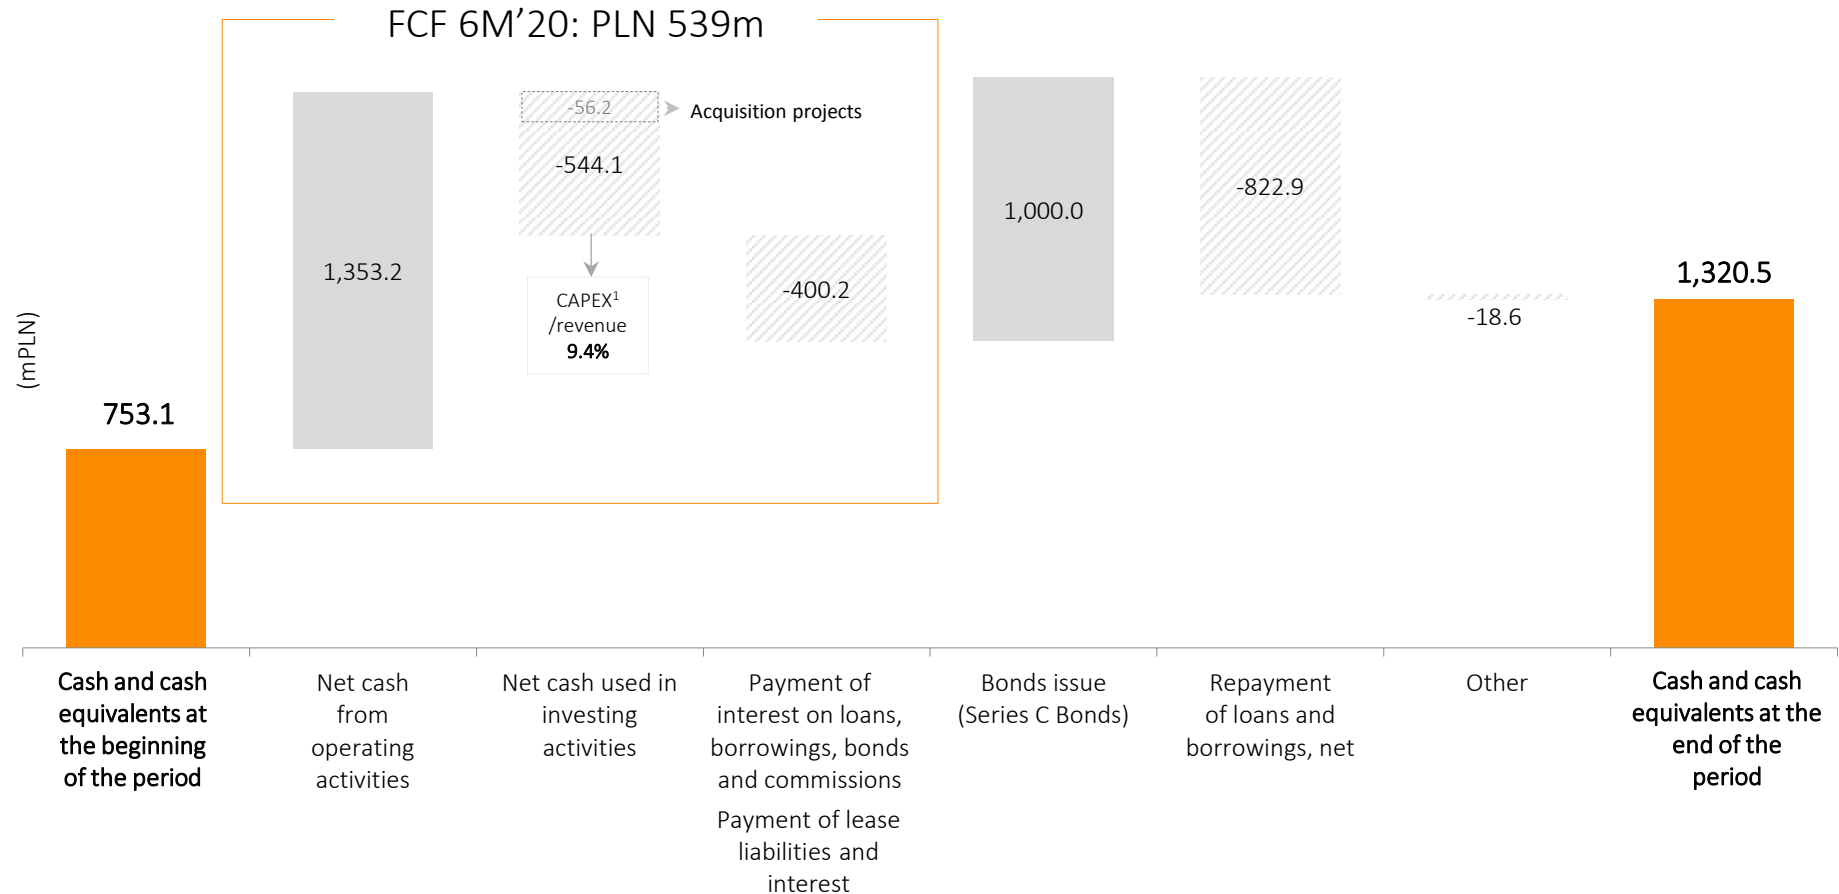 FCF 6M’20: PLN 539m
-56.2
Acquisition projects
-544.1
-822.9
1,000.0
1,353.2
1,320.5
-400.2
CAPEX¹
/revenue
9.4%
-18.6
(mPLN)
753.1
Cash and cash
equivalents at
the beginning
of the period
Net cash
from
operating
activities
Net cash used in
investing
activities
Payment of
interest on loans,
borrowings, bonds
and commissions
Payment of lease
liabilities and
interest
Bonds issue
(Series C Bonds)
Repayment
of loans and
borrowings, net
Other
Cash and cash
equivalents at the
end of the
period